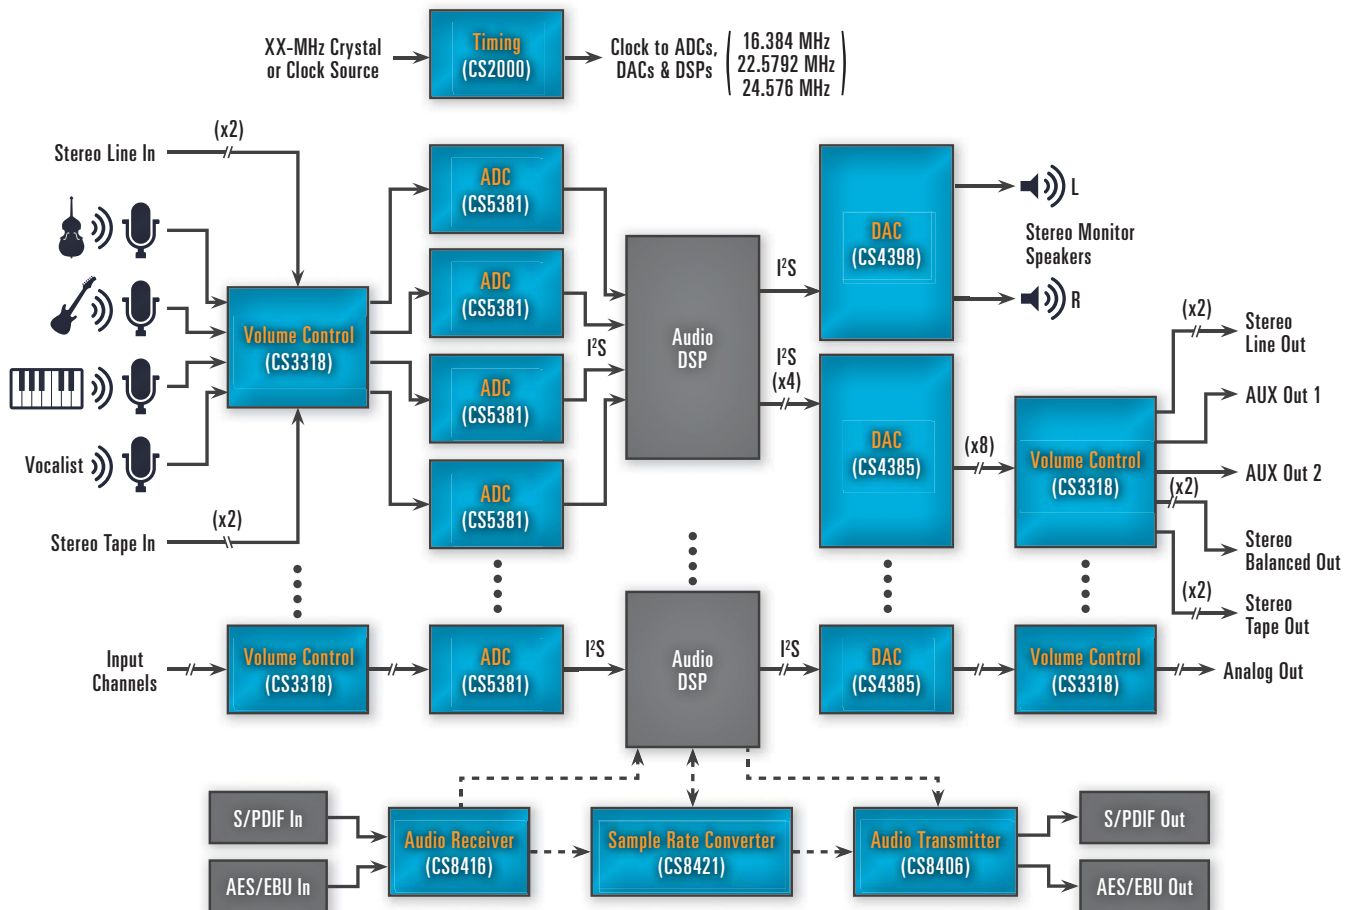 XX-MHz Crystal
or Clock Source
Timing
(CS2000)
Clock to ADCs,
DACs & DSPs
16.384 MHz
22.5792 MHz
24.576 MHz
Stereo Line In
(x2)
Vocalist
Stereo Tape In
(x2)
Volume Control
(CS3318)
ADC
(CS5381)
ADC
(CS5381)
ADC
(CS5381)
ADC
(CS5381)
I²S
Audio
DSP
I²S
I²S
(x4)
DAC
(CS4398)
L
Stereo Monitor
Speakers
R
DAC
(CS4385)
(x8)
Volume Control
(CS3318)
(x2)
Stereo
Line Out
AUX Out 1
AUX Out 2
(x2)
Stereo
Balanced Out
(x2)
Stereo
Tape Out
Input
Channels
Volume Control
(CS3318)
ADC
(CS5381)
I²S
Audio
DSP
I²S
DAC
(CS4385)
Volume Control
(CS3318)
Analog Out
S/PDIF In
AES/EBU In
Audio Receiver
(CS8416)
Sample Rate Converter
(CS8421)
Audio Transmitter
(CS8406)
S/PDIF Out
AES/EBU Out